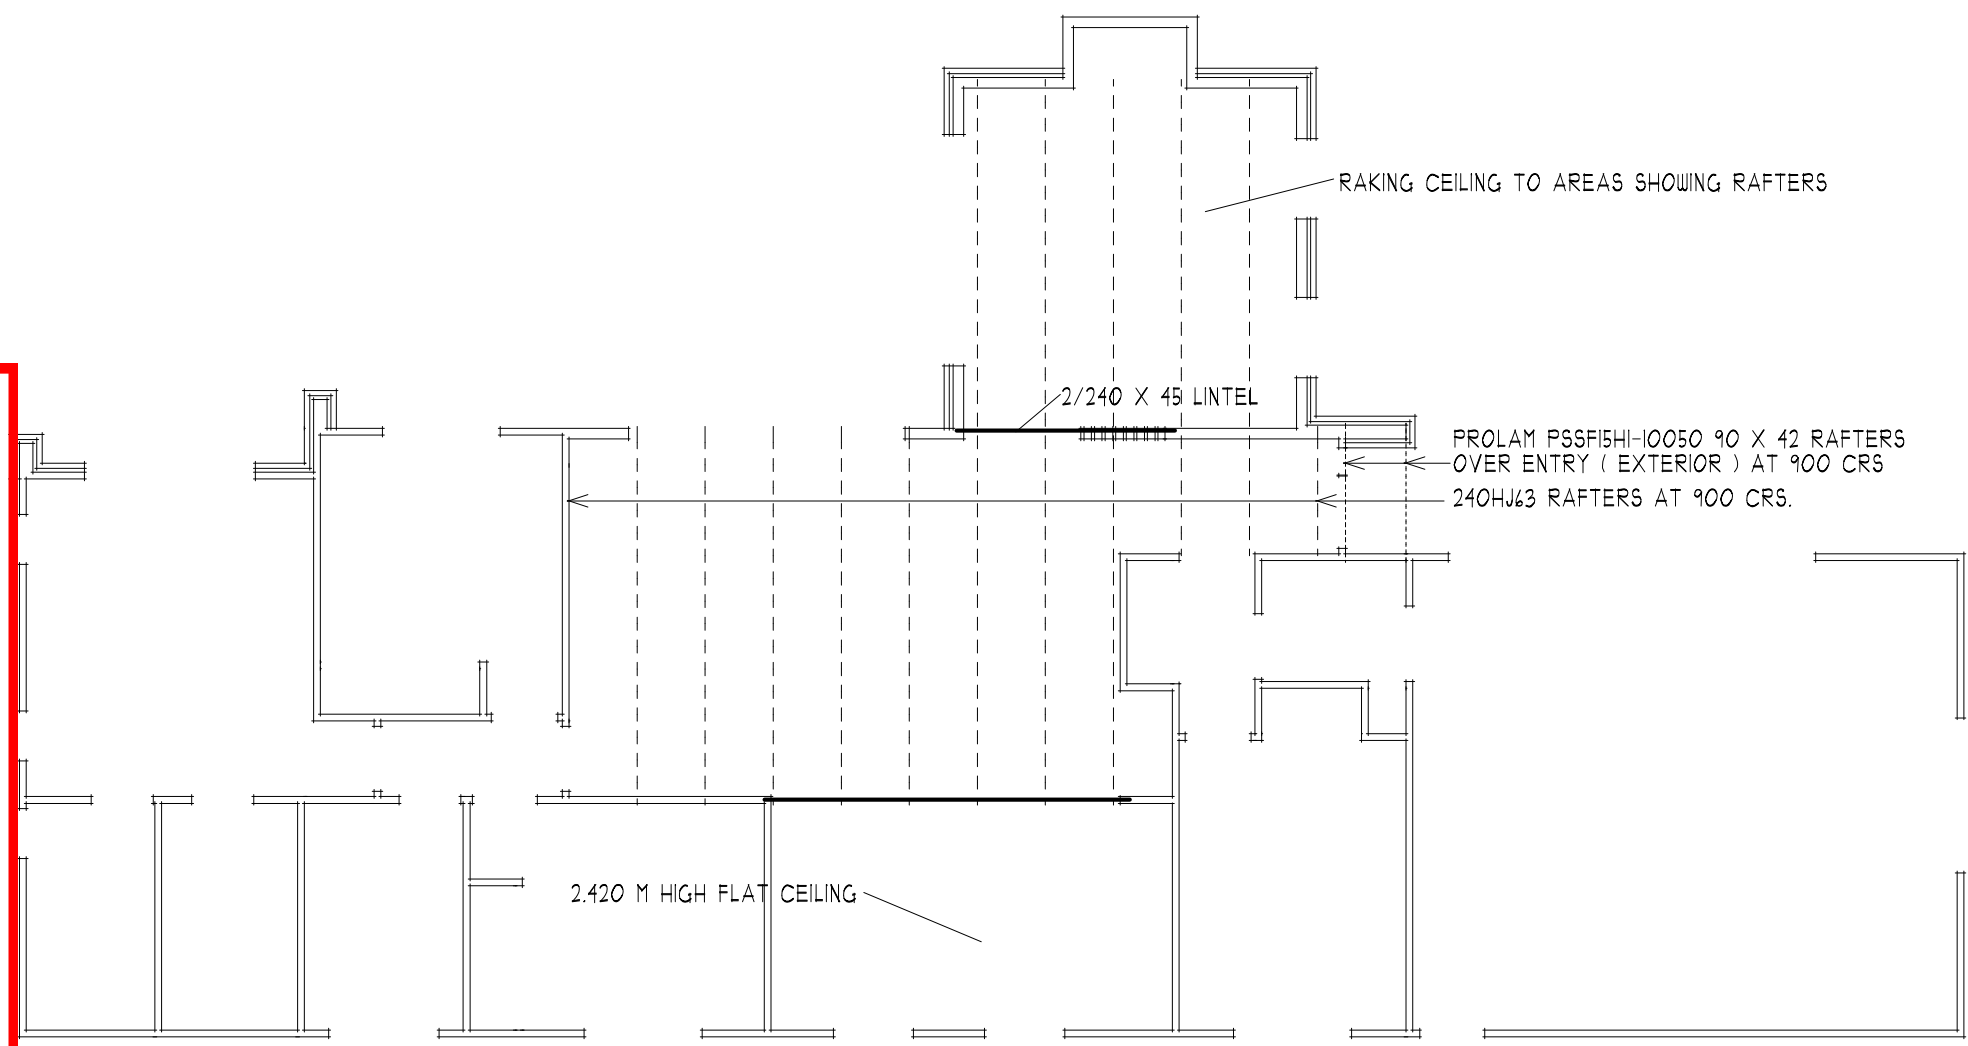 RAKING CEILING TO AREAS SHOWING RAFTERS
2/240 X 45 LINTEL
PROLAM PSSF15H1-10050 90 X 42 RAFTERS
OVER ENTRY ( EXTERIOR ) AT 900 CRS
240HJ63 RAFTERS AT 900 CRS.
2.420 M HIGH FLAT CEILING